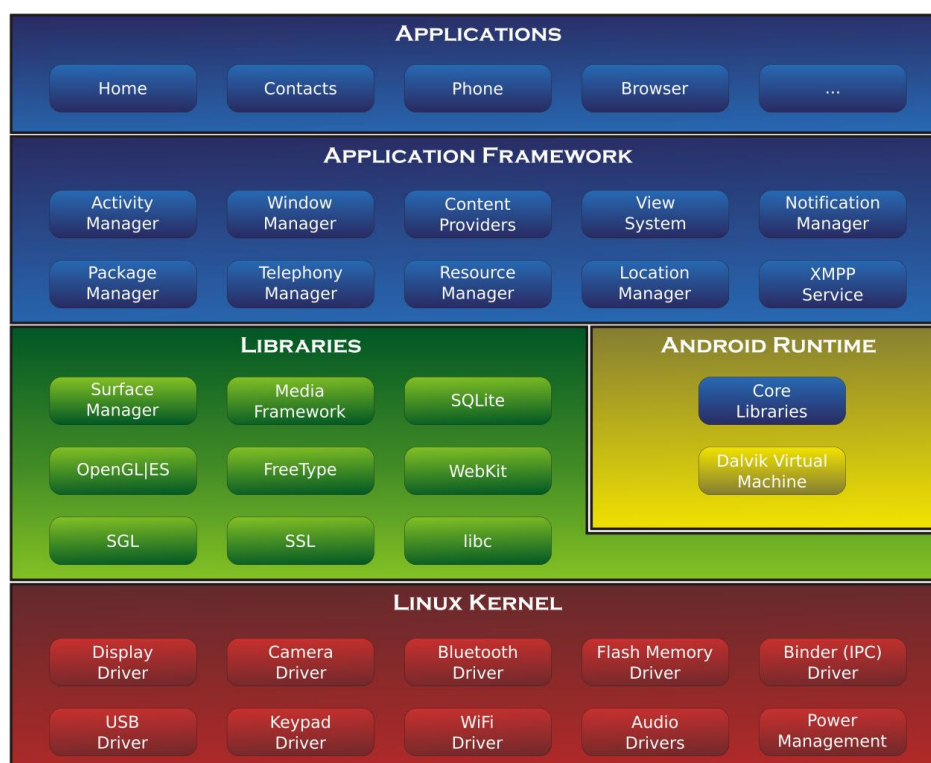 APPLICATIONS
Home
Contacts
Phone
Browser
...
APPLICATION FRAMEWORK
Activity
Manager
Window
Manager
Content
Providers
View
System
Notification
Manager
Package
Manager
Telephony
Manager
Resource
Manager
Location
Manager
XMPP
Service
LIBRARIES
Surface
Manager
Media
Framework
SQLite
OpenGL|ES
FreeType
WebKit
SGL
SSL
libc
ANDROID RUNTIME
Core
Libraries
Dalvik Virtual
Machine
LINUX KERNEL
Display
Driver
Camera
Driver
Bluetooth
Driver
Flash Memory
Driver
Binder (IPC)
Driver
USB
Driver
Keypad
Driver
WiFi
Driver
Audio
Drivers
Power
Management